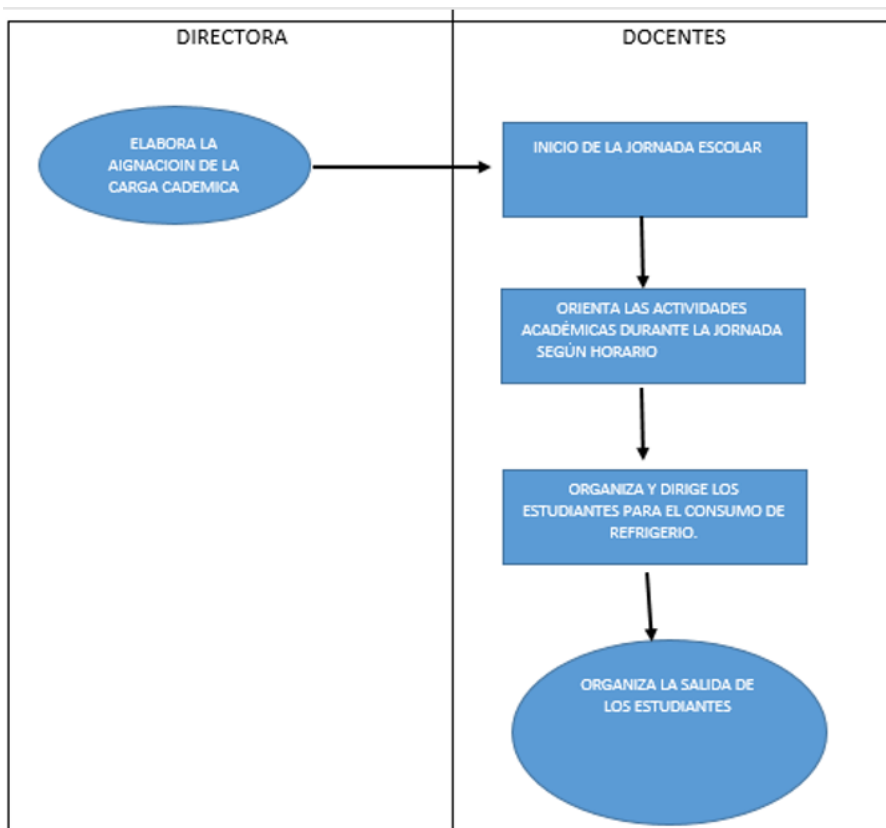 DIRECTORA
DOCENTES
ELABORA LA
AIGNACIOIN DE LA
CARGA CADEMICA
INICIO DE LA JORNADA ESCOLAR
ORIENTA LAS ACTIVIDADES
ACADÉMICAS DURANTE LA JORNADA
SEGÚN HORARIO
ORGANIZA Y DIRIGE LOS
ESTUDIANTES PARA EL CONSUMO DE
REFRIGERIO.
ORGANIZA LA SALIDA DE
LOS ESTUDIANTES